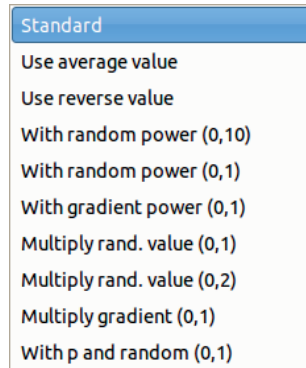 Standard
Use average value
Use reverse value
With random power (0,10)
With random power (0,1)
With gradient power (0,1)
Multiply rand. value (0,1)
Multiply rand. value (0,2)
Multiply gradient (0,1)
With p and random (0,1)